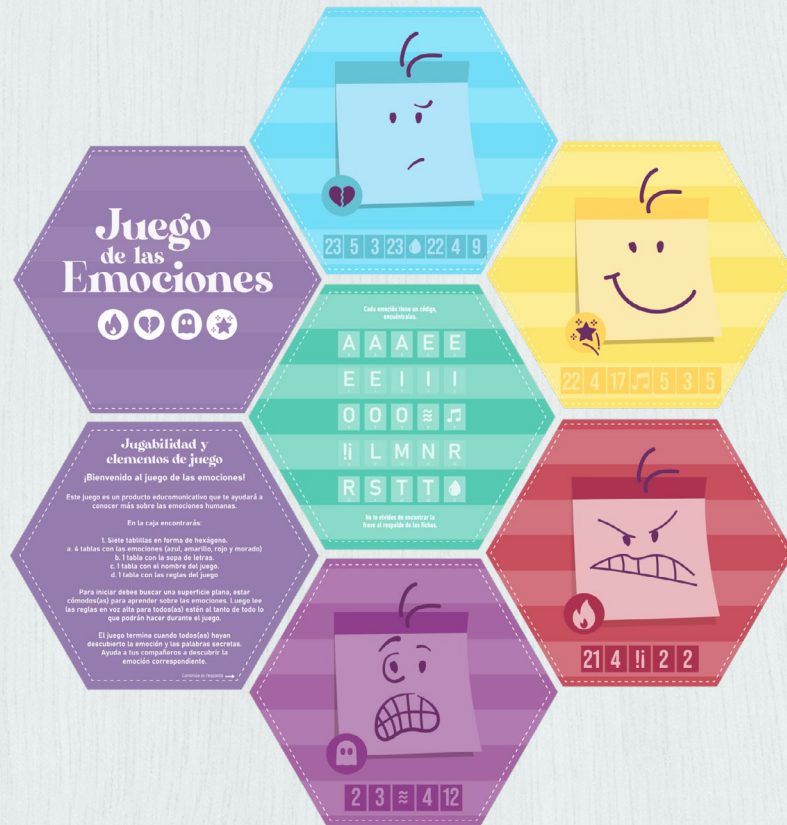 Juego
de las
Emociones
23 5 3 23 22 4 9
22 4 17 5 3 5
Cada emoción tiene un código,
encuéntralas.
A A A E E
E E I I I
O O O ≈ ♫
!¡ L M N R
R S T T
No te olvides de encontrar la
frase al respaldo de las fichas.
Jugabilidad y
elementos de juego
¡Bienvenido al juego de las emociones!
Este juego es un producto educomunicativo que te ayudará a
conocer más sobre las emociones humanas.
En la caja encontrarás:
1. Siete tablillas en forma de hexágono.
a. 4 tablas con las emociones (azul, amarillo, rojo y morado)
b. 1 tabla con la sopa de letras.
c. 1 tabla con el nombre del juego.
d. 1 tabla con las reglas del juego
Para iniciar debes buscar una superficie plana, estar
cómodos(as) para aprender sobre las emociones. Luego lee
las reglas en voz alta para todos(as) estén al tanto de todo lo
que podrán hacer durante el juego.
El juego termina cuando todos(as) hayan
descubierto la emoción y las palabras secretas.
Ayuda a tus compañeros a descubrir la
emoción correspondiente.
Continúa al respaldo
21 4 !¡ 2 2
2 3 ≈ 4 12